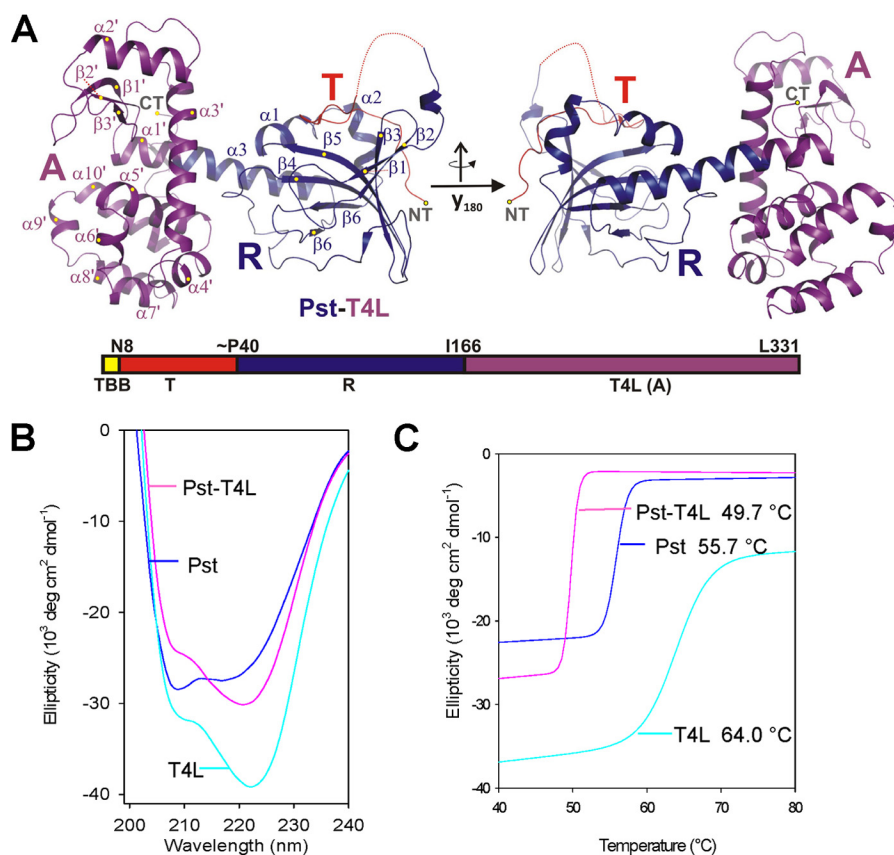 A
α2'
β2'
β1'
CT
β3'
α1'
α3'
A
α10'
α5'
α9'
α6'
α8'
α7'
α4'
T
α1
α2
α3
β5
β3
β2
β4
β1
β6
β6
NT
R
y180
T
NT
R
CT
A
Pst-T4L
N8 ~P40 I166 L331
TBB T R T4L (A)
B
Ellipticity (10³ deg cm² dmol⁻¹)
0
-10
-20
-30
-40
Pst-T4L
Pst
T4L
200 210 220 230 240
Wavelength (nm)
C
Ellipticity (10³ deg cm² dmol⁻¹)
0
-10
-20
-30
-40
Pst-T4L 49.7 °C
Pst 55.7 °C
T4L 64.0 °C
40 50 60 70 80
Temperature (°C)